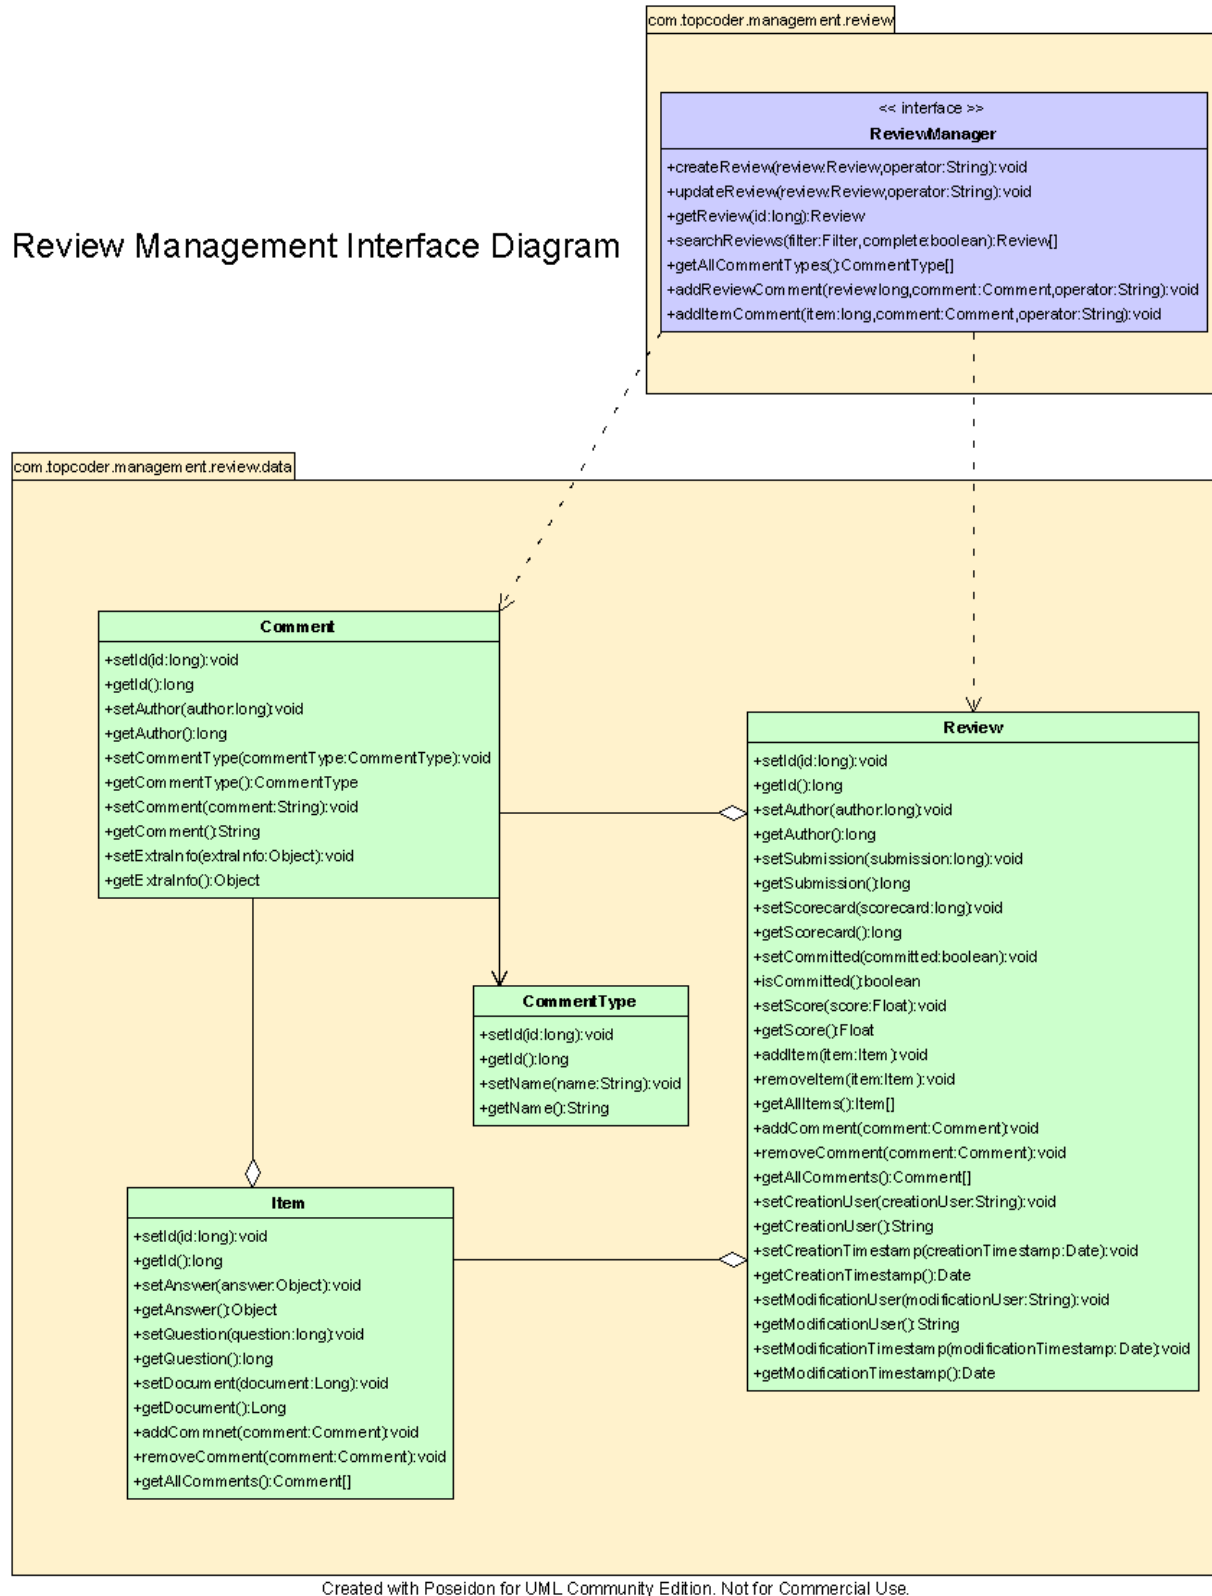 com.topcoder.management.review
<< interface >>
ReviewManager
+createReview(review:Review,operator:String):void
+updateReview(review:Review,operator:String):void
+getReview(id:long):Review
+searchReviews(filter:Filter,complete:boolean):Review[]
+getAllCommentTypes():CommentType[]
+addReviewComment(review:long,comment:Comment,operator:String):void
+addItemComment(item:long,comment:Comment,operator:String):void
Review Management Interface Diagram
com.topcoder.management.review.data
Comment
+setId(id:long):void
+getId():long
+setAuthor(author:long):void
+getAuthor():long
+setCommentType(commentType:CommentType):void
+getCommentType():CommentType
+setComment(comment:String):void
+getComment():String
+setExtraInfo(extraInfo:Object):void
+getExtraInfo():Object
Review
+setId(id:long):void
+getId():long
+setAuthor(author:long):void
+getAuthor():long
+setSubmission(submission:long):void
+getSubmission():long
+setScorecard(scorecard:long):void
+getScorecard():long
+setCommitted(committed:boolean):void
+isCommitted():boolean
+setScore(score:Float):void
+getScore():Float
+addItem(item:Item ):void
+removeItem(item:Item ):void
+getAllItems():Item[]
+addComment(comment:Comment):void
+removeComment(comment:Comment):void
+getAllComments():Comment[]
+setCreationUser(creationUser:String):void
+getCreationUser():String
+setCreationTimestamp(creationTimestamp:Date):void
+getCreationTimestamp():Date
+setModificationUser(modificationUser:String):void
+getModificationUser():String
+setModificationTimestamp(modificationTimestamp:Date):void
+getModificationTimestamp():Date
CommentType
+setId(id:long):void
+getId():long
+setName(name:String):void
+getName():String
Item
+setId(id:long):void
+getId():long
+setAnswer(answer:Object):void
+getAnswer():Object
+setQuestion(question:long):void
+getQuestion():long
+setDocument(document:Long):void
+getDocument():Long
+addCommnet(comment:Comment):void
+removeComment(comment:Comment):void
+getAllComments():Comment[]
Created with Poseidon for UML Community Edition. Not for Commercial Use.